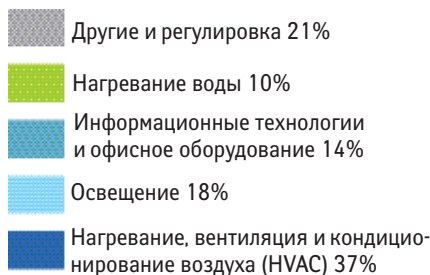 Другие и регулировка 21%
Нагревание воды 10%
Информационные технологии
и офисное оборудование 14%
Освещение 18%
Нагревание, вентиляция и кондицио-
нирование воздуха (HVAC) 37%